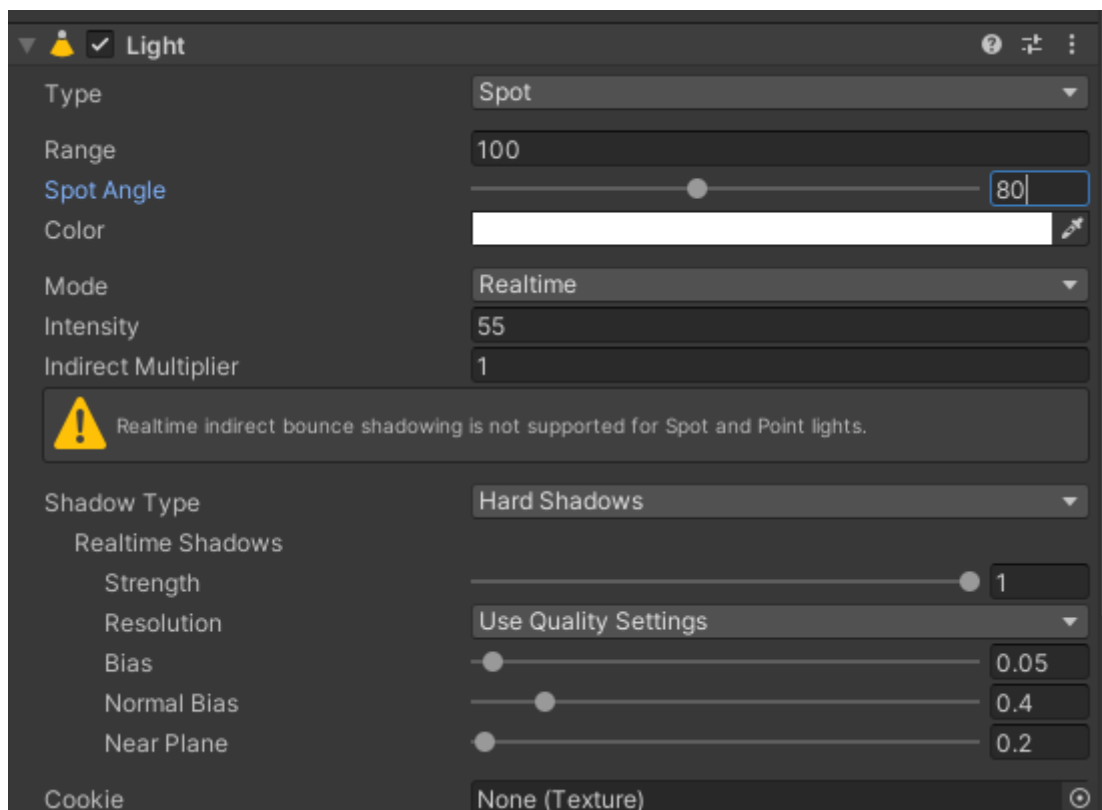 Light
Type Spot
Range 100
Spot Angle 80
Color
Mode Realtime
Intensity 55
Indirect Multiplier 1
Realtime indirect bounce shadowing is not supported for Spot and Point lights.
Shadow Type Hard Shadows
Realtime Shadows
Strength 1
Resolution Use Quality Settings
Bias 0.05
Normal Bias 0.4
Near Plane 0.2
Cookie None (Texture)